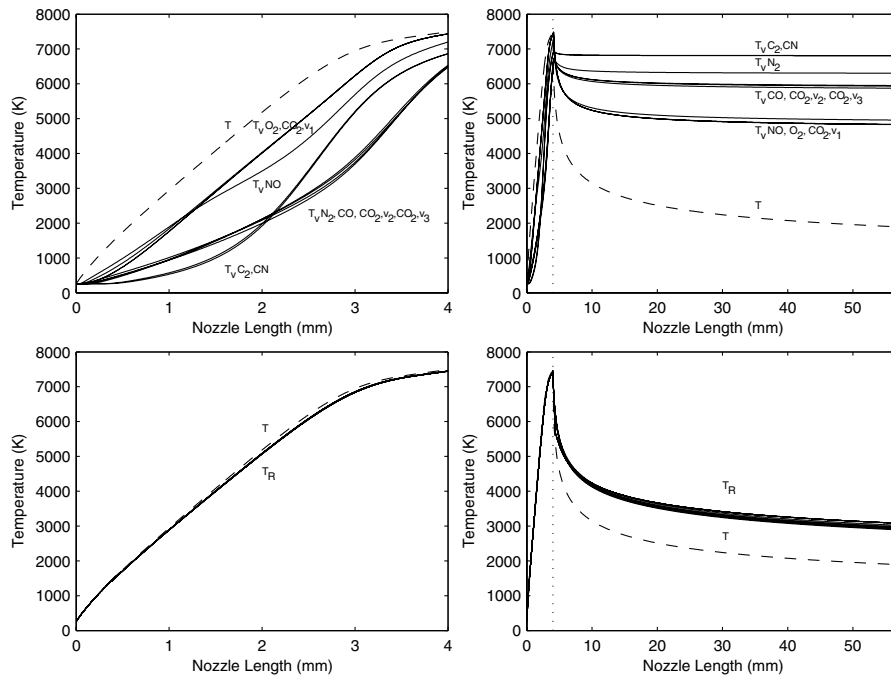 8000
7000
6000
5000
4000
3000
2000
1000
0
Temperature (K)
T
TᵥO₂,CO₂,v₁
TᵥNO
TᵥN₂, CO, CO₂,v₂,CO₂,v₃
TᵥC₂,CN
0 1 2 3 4
Nozzle Length (mm)
8000
7000
6000
5000
4000
3000
2000
1000
0
Temperature (K)
TᵥC₂,CN
TᵥN₂
TᵥCO, CO₂,v₂, CO₂,v₃
TᵥNO, O₂, CO₂,v₁
T
0 10 20 30 40 50
Nozzle Length (mm)
8000
7000
6000
5000
4000
3000
2000
1000
0
Temperature (K)
T
T_R
0 1 2 3 4
Nozzle Length (mm)
8000
7000
6000
5000
4000
3000
2000
1000
0
Temperature (K)
T_R
T
0 10 20 30 40 50
Nozzle Length (mm)